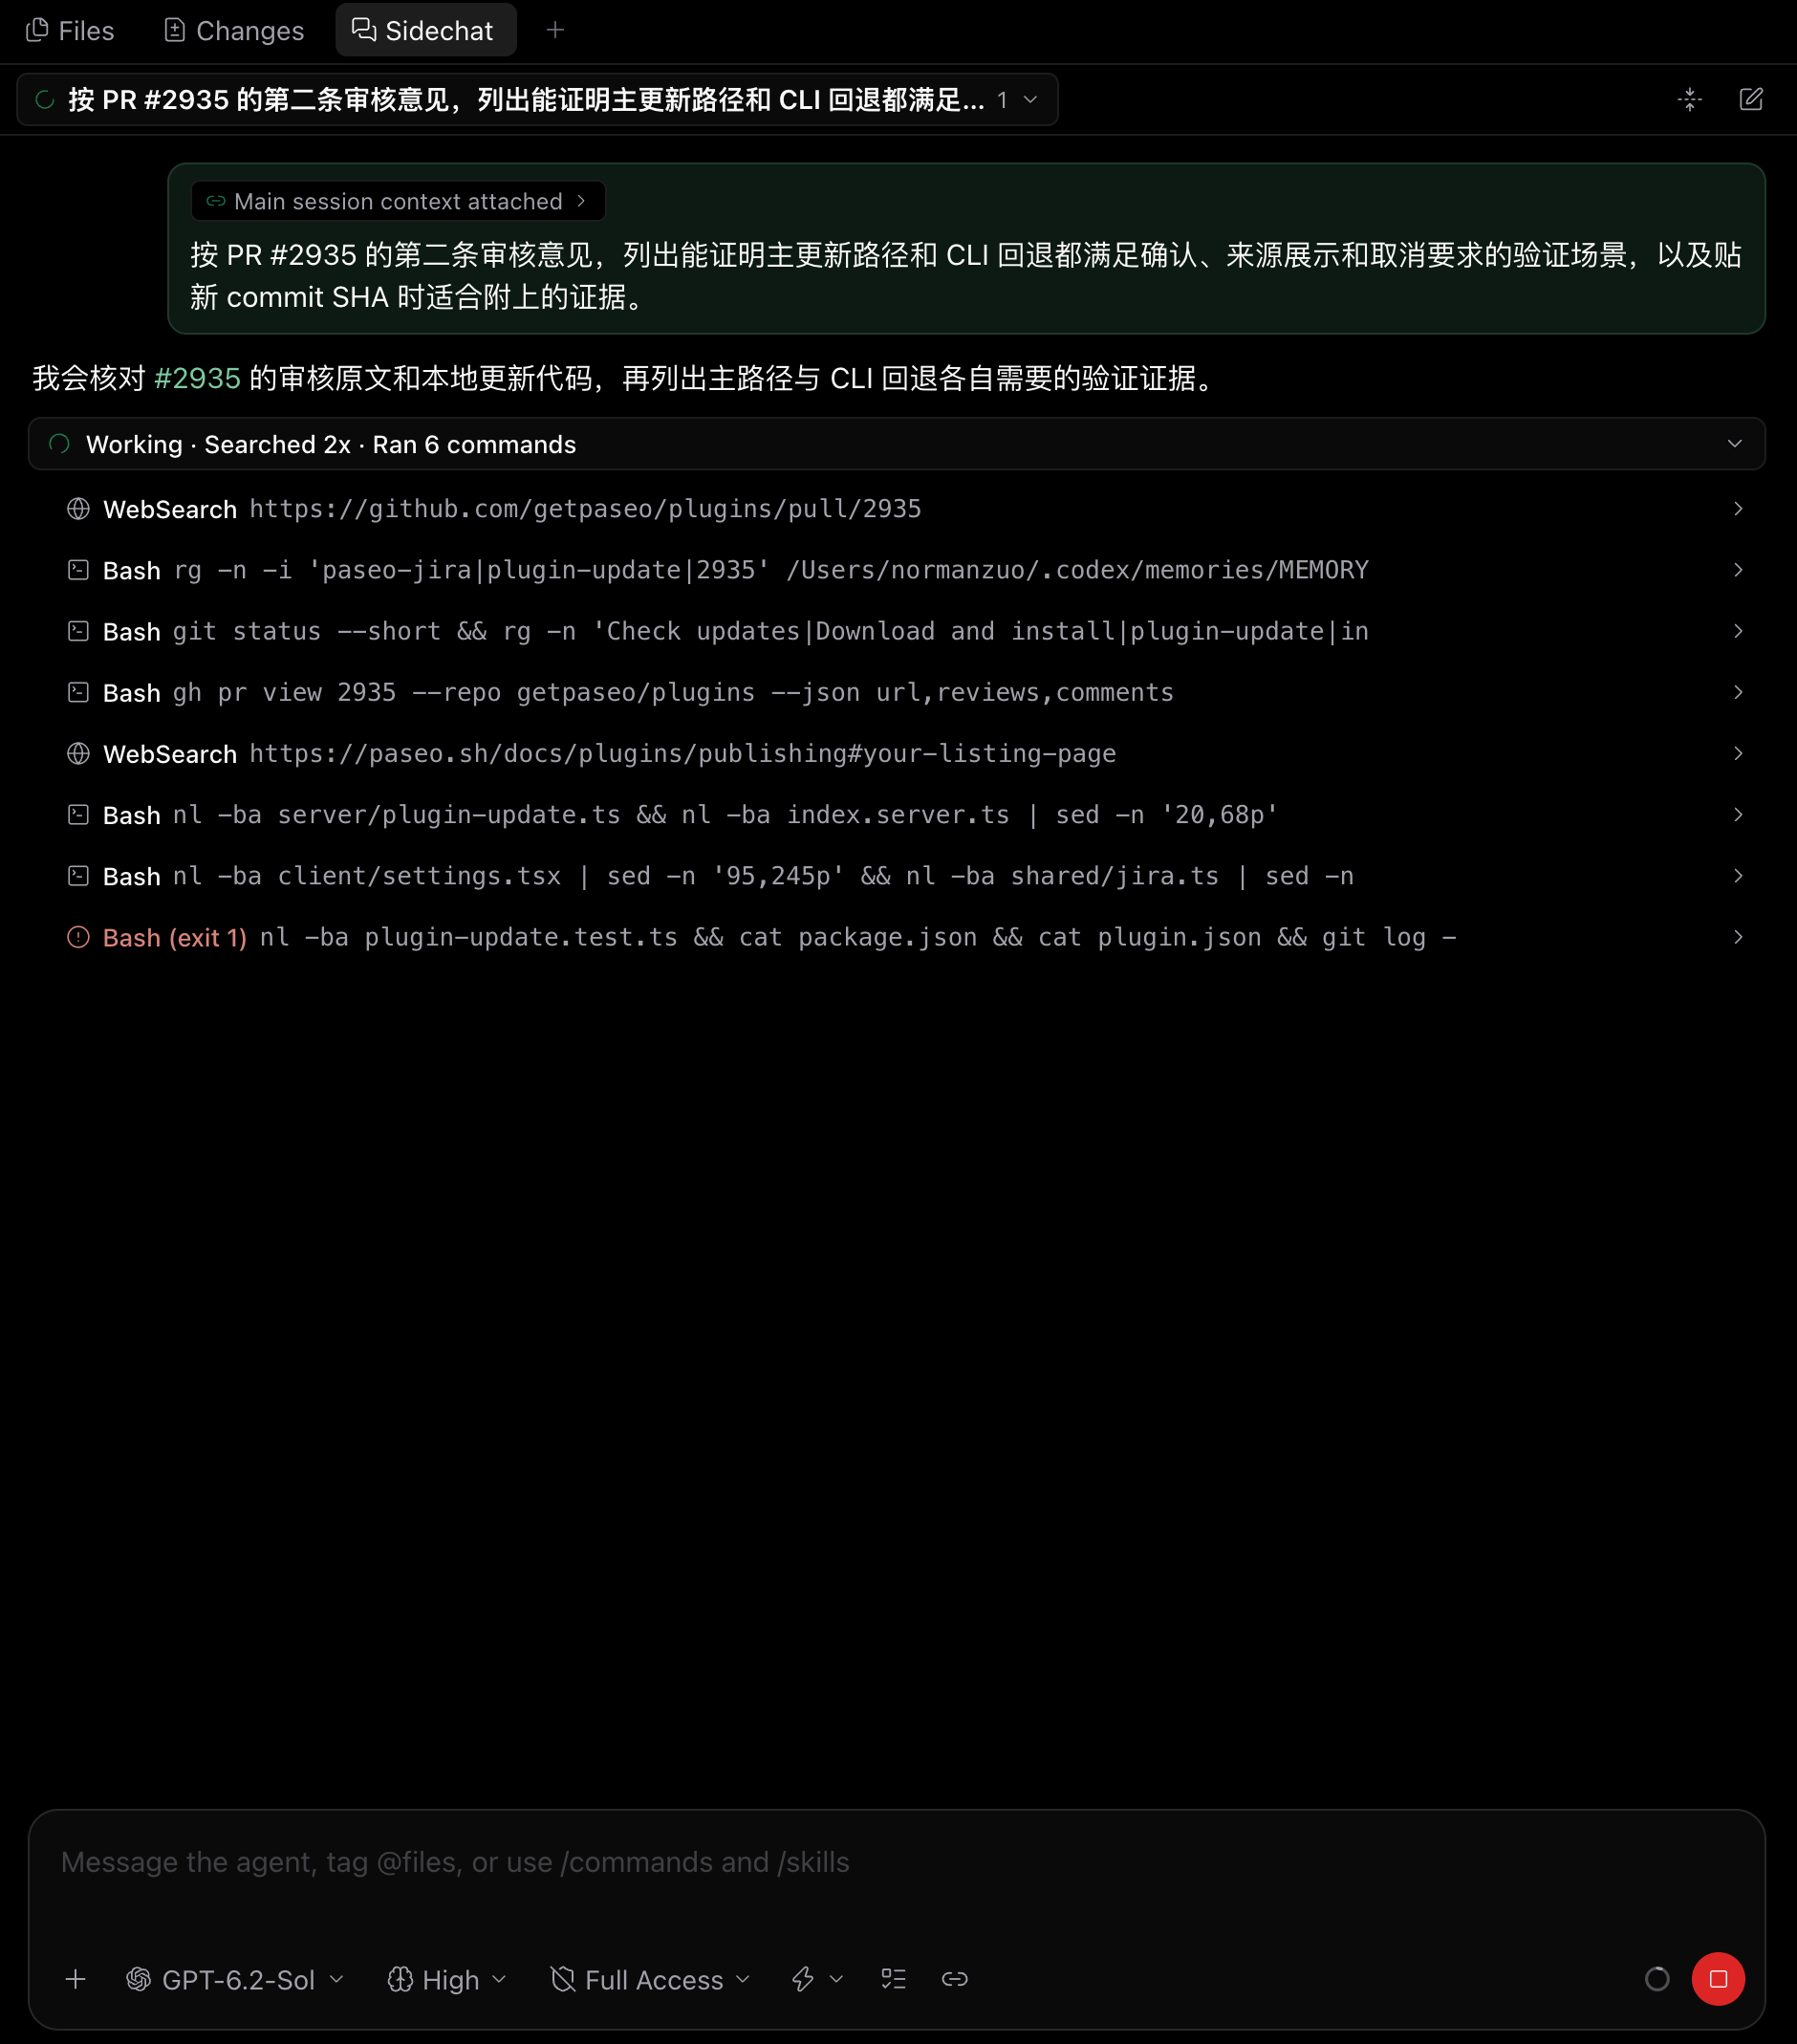 Files Changes Sidechat
按 PR #2935 的第二条审核意见，列出能证明主更新路径和 CLI 回退都满足... 1
Main session context attached
按 PR #2935 的第二条审核意见，列出能证明主更新路径和 CLI 回退都满足确认、来源展示和取消要求的验证场景，以及贴
新 commit SHA 时适合附上的证据。
我会核对 #2935 的审核原文和本地更新代码，再列出主路径与 CLI 回退各自需要的验证证据。
Working · Searched 2x · Ran 6 commands
WebSearch https://github.com/getpaseo/plugins/pull/2935
Bash rg -n -i 'paseo-jira|plugin-update|2935' /Users/normanzuo/.codex/memories/MEMORY
Bash git status --short && rg -n 'Check updates|Download and install|plugin-update|in
Bash gh pr view 2935 --repo getpaseo/plugins --json url,reviews,comments
WebSearch https://paseo.sh/docs/plugins/publishing#your-listing-page
Bash nl -ba server/plugin-update.ts && nl -ba index.server.ts | sed -n '20,68p'
Bash nl -ba client/settings.tsx | sed -n '95,245p' && nl -ba shared/jira.ts | sed -n
Bash (exit 1) nl -ba plugin-update.test.ts && cat package.json && cat plugin.json && git log -
Message the agent, tag @files, or use /commands and /skills
GPT-6.2-Sol High Full Access